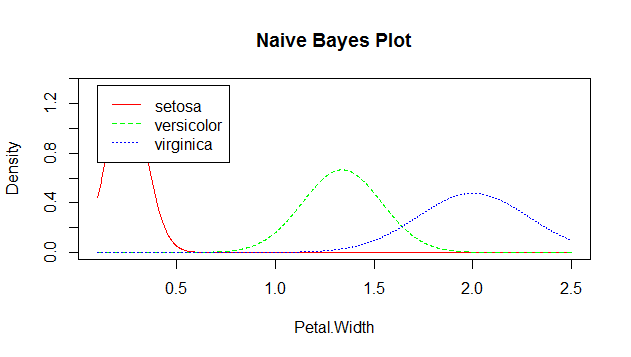 Naive Bayes Plot
setosa
versicolor
virginica
Density
0.0 0.4 0.8 1.2
0.5 1.0 1.5 2.0 2.5
Petal.Width